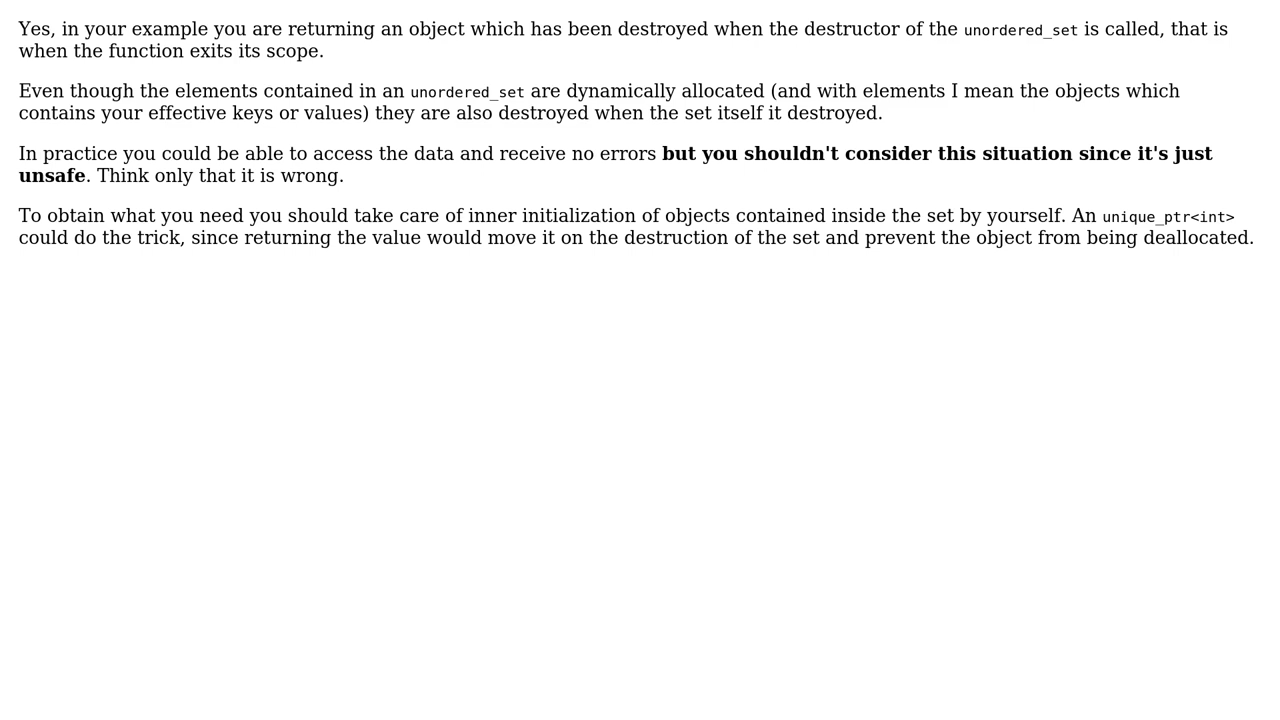 Yes, in your example you are returning an object which has been destroyed when the destructor of the unordered_set is called, that is
when the function exits its scope.
Even though the elements contained in an unordered_set are dynamically allocated (and with elements I mean the objects which
contains your effective keys or values) they are also destroyed when the set itself it destroyed.
In practice you could be able to access the data and receive no errors but you shouldn't consider this situation since it's just
unsafe. Think only that it is wrong.
To obtain what you need you should take care of inner initialization of objects contained inside the set by yourself. An unique_ptr<int>
could do the trick, since returning the value would move it on the destruction of the set and prevent the object from being deallocated.